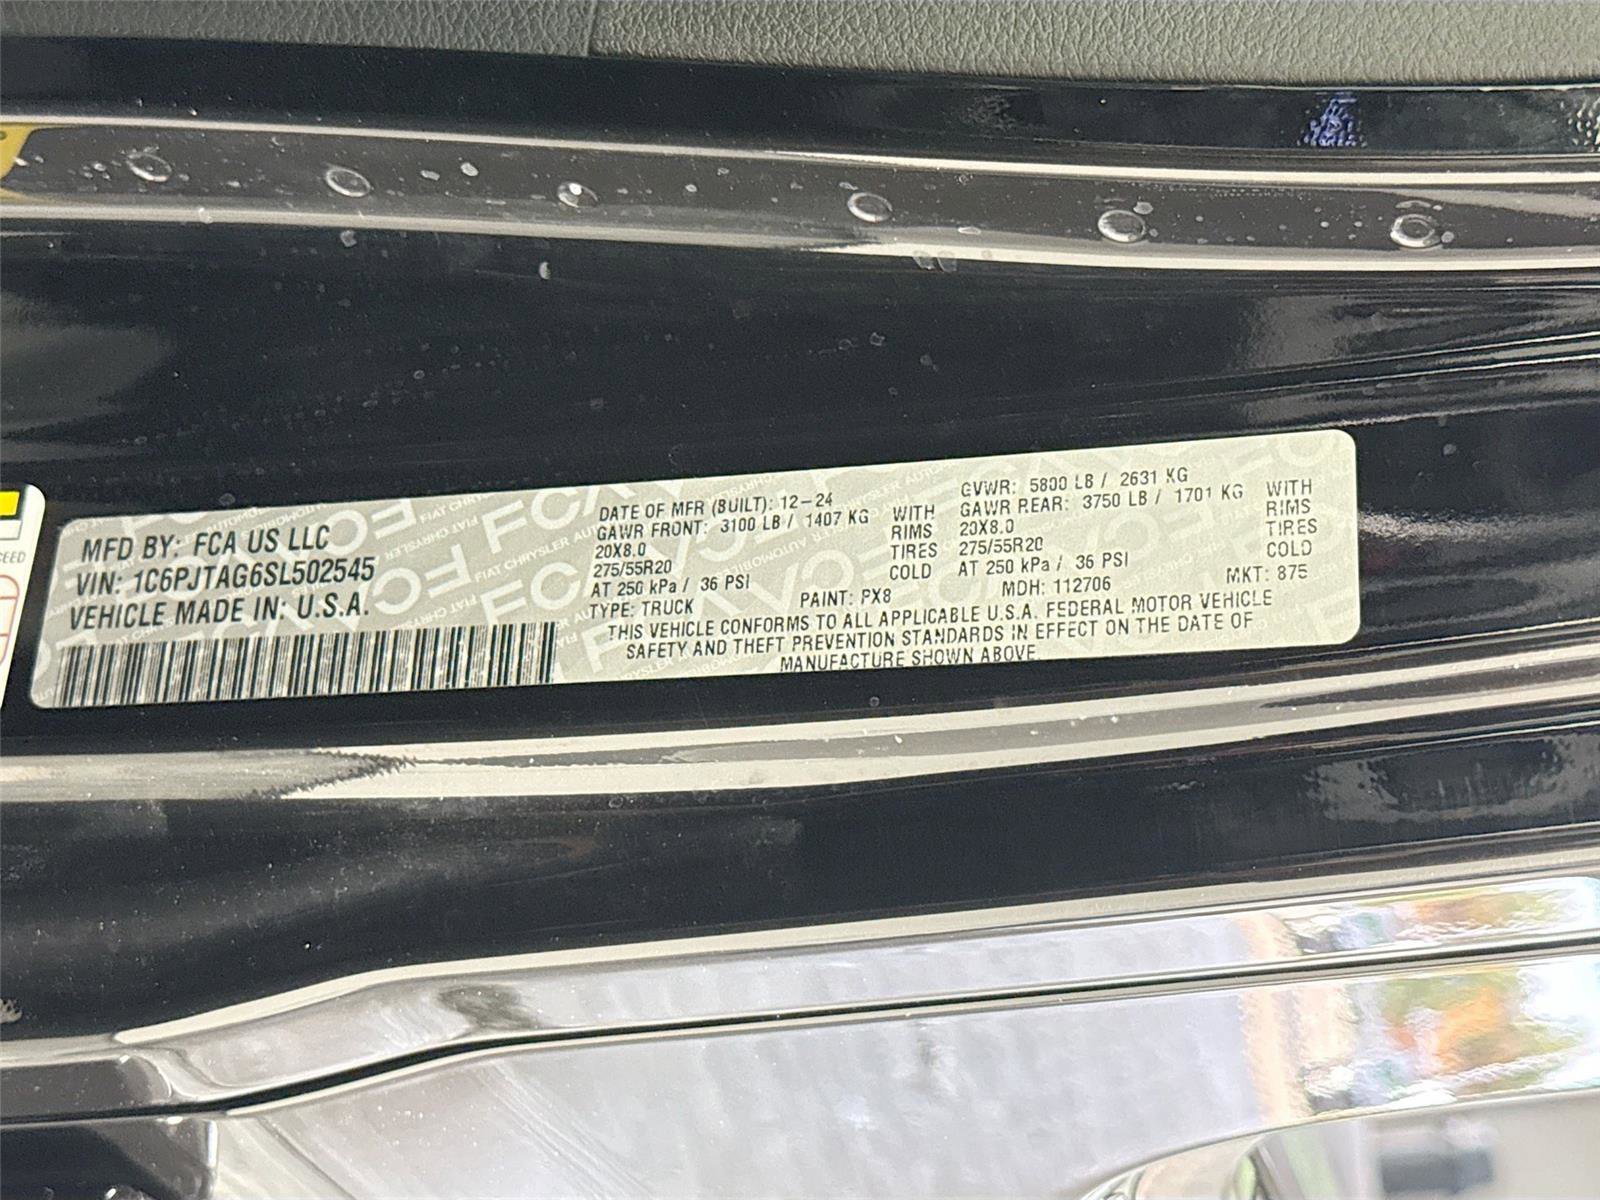 MFD BY: FCA US LLC
VIN: 1C6PJTAG6SL502545
VEHICLE MADE IN: U.S.A.
DATE OF MFR (BUILT): 12-24
GAWR FRONT: 3100 LB / 1407 KG WITH
20X8.0 RIMS
275/55R20 TIRES
AT 250 kPa / 36 PSI COLD
GVWR: 5800 LB / 2631 KG
GAWR REAR: 3750 LB / 1701 KG WITH
20X8.0 RIMS
275/55R20 TIRES
AT 250 kPa / 36 PSI COLD
TYPE: TRUCK PAINT: PX8 MDH: 112706 MKT: 875
THIS VEHICLE CONFORMS TO ALL APPLICABLE U.S.A. FEDERAL MOTOR VEHICLE
SAFETY AND THEFT PREVENTION STANDARDS IN EFFECT ON THE DATE OF
MANUFACTURE SHOWN ABOVE.